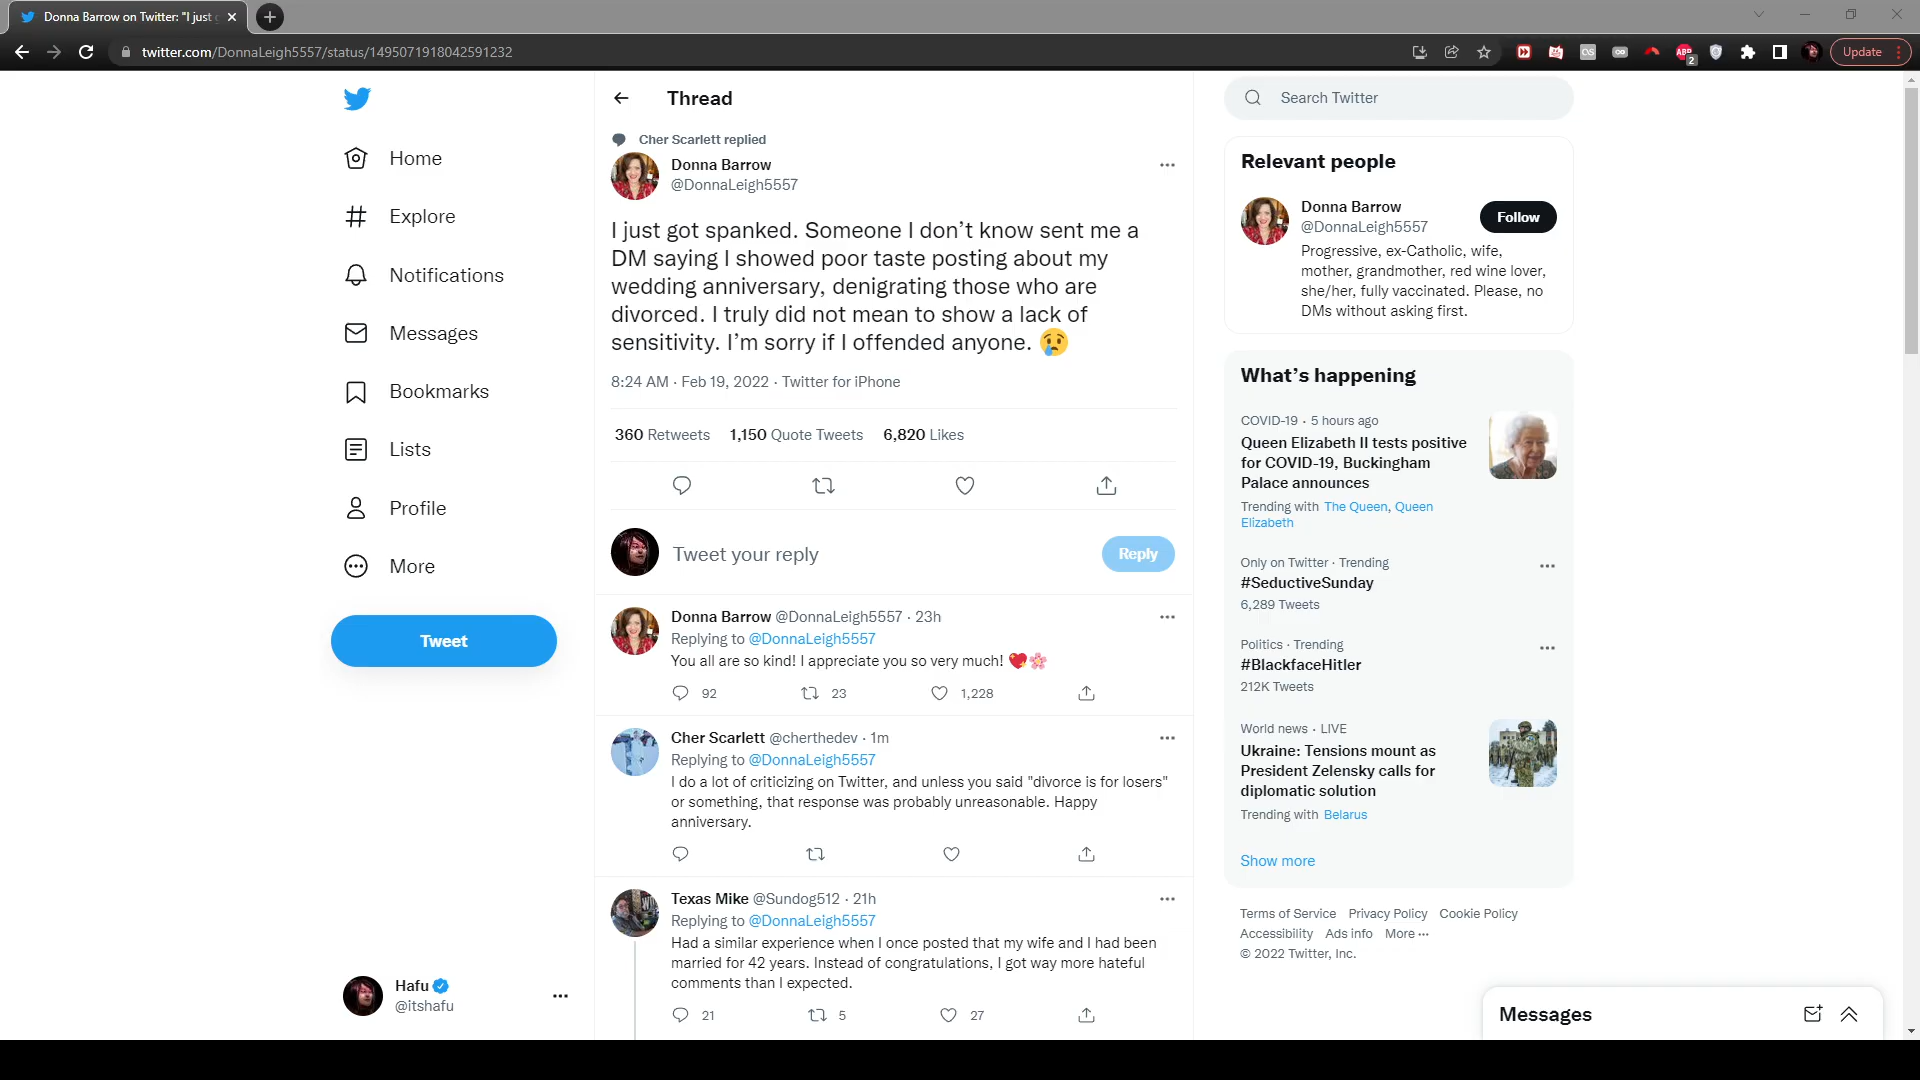 Donna Barrow on Twitter: "I just g
twitter.com/DonnaLeigh5557/status/1495071918042591232
Update
Home
Explore
Notifications
Messages
Bookmarks
Lists
Profile
More
Tweet
Hafu
@itshafu
Thread
Cher Scarlett replied
Donna Barrow
@DonnaLeigh5557
I just got spanked. Someone I don’t know sent me a
DM saying I showed poor taste posting about my
wedding anniversary, denigrating those who are
divorced. I truly did not mean to show a lack of
sensitivity. I’m sorry if I offended anyone. 😢
8:24 AM · Feb 19, 2022 · Twitter for iPhone
360 Retweets 1,150 Quote Tweets 6,820 Likes
Tweet your reply
Reply
Donna Barrow @DonnaLeigh5557 · 23h
Replying to @DonnaLeigh5557
You all are so kind! I appreciate you so very much! 💖🌸
92 23 1,228
Cher Scarlett @cherthedev · 1m
Replying to @DonnaLeigh5557
I do a lot of criticizing on Twitter, and unless you said "divorce is for losers"
or something, that response was probably unreasonable. Happy
anniversary.
Texas Mike @Sundog512 · 21h
Replying to @DonnaLeigh5557
Had a similar experience when I once posted that my wife and I had been
married for 42 years. Instead of congratulations, I got way more hateful
comments than I expected.
21 5 27
Search Twitter
Relevant people
Donna Barrow
@DonnaLeigh5557
Follow
Progressive, ex-Catholic, wife,
mother, grandmother, red wine lover,
she/her, fully vaccinated. Please, no
DMs without asking first.
What’s happening
COVID-19 · 5 hours ago
Queen Elizabeth II tests positive
for COVID-19, Buckingham
Palace announces
Trending with The Queen, Queen
Elizabeth
Only on Twitter · Trending
#SeductiveSunday
6,289 Tweets
Politics · Trending
#BlackfaceHitler
212K Tweets
World news · LIVE
Ukraine: Tensions mount as
President Zelensky calls for
diplomatic solution
Trending with Belarus
Show more
Terms of Service Privacy Policy Cookie Policy
Accessibility Ads info More ···
© 2022 Twitter, Inc.
Messages